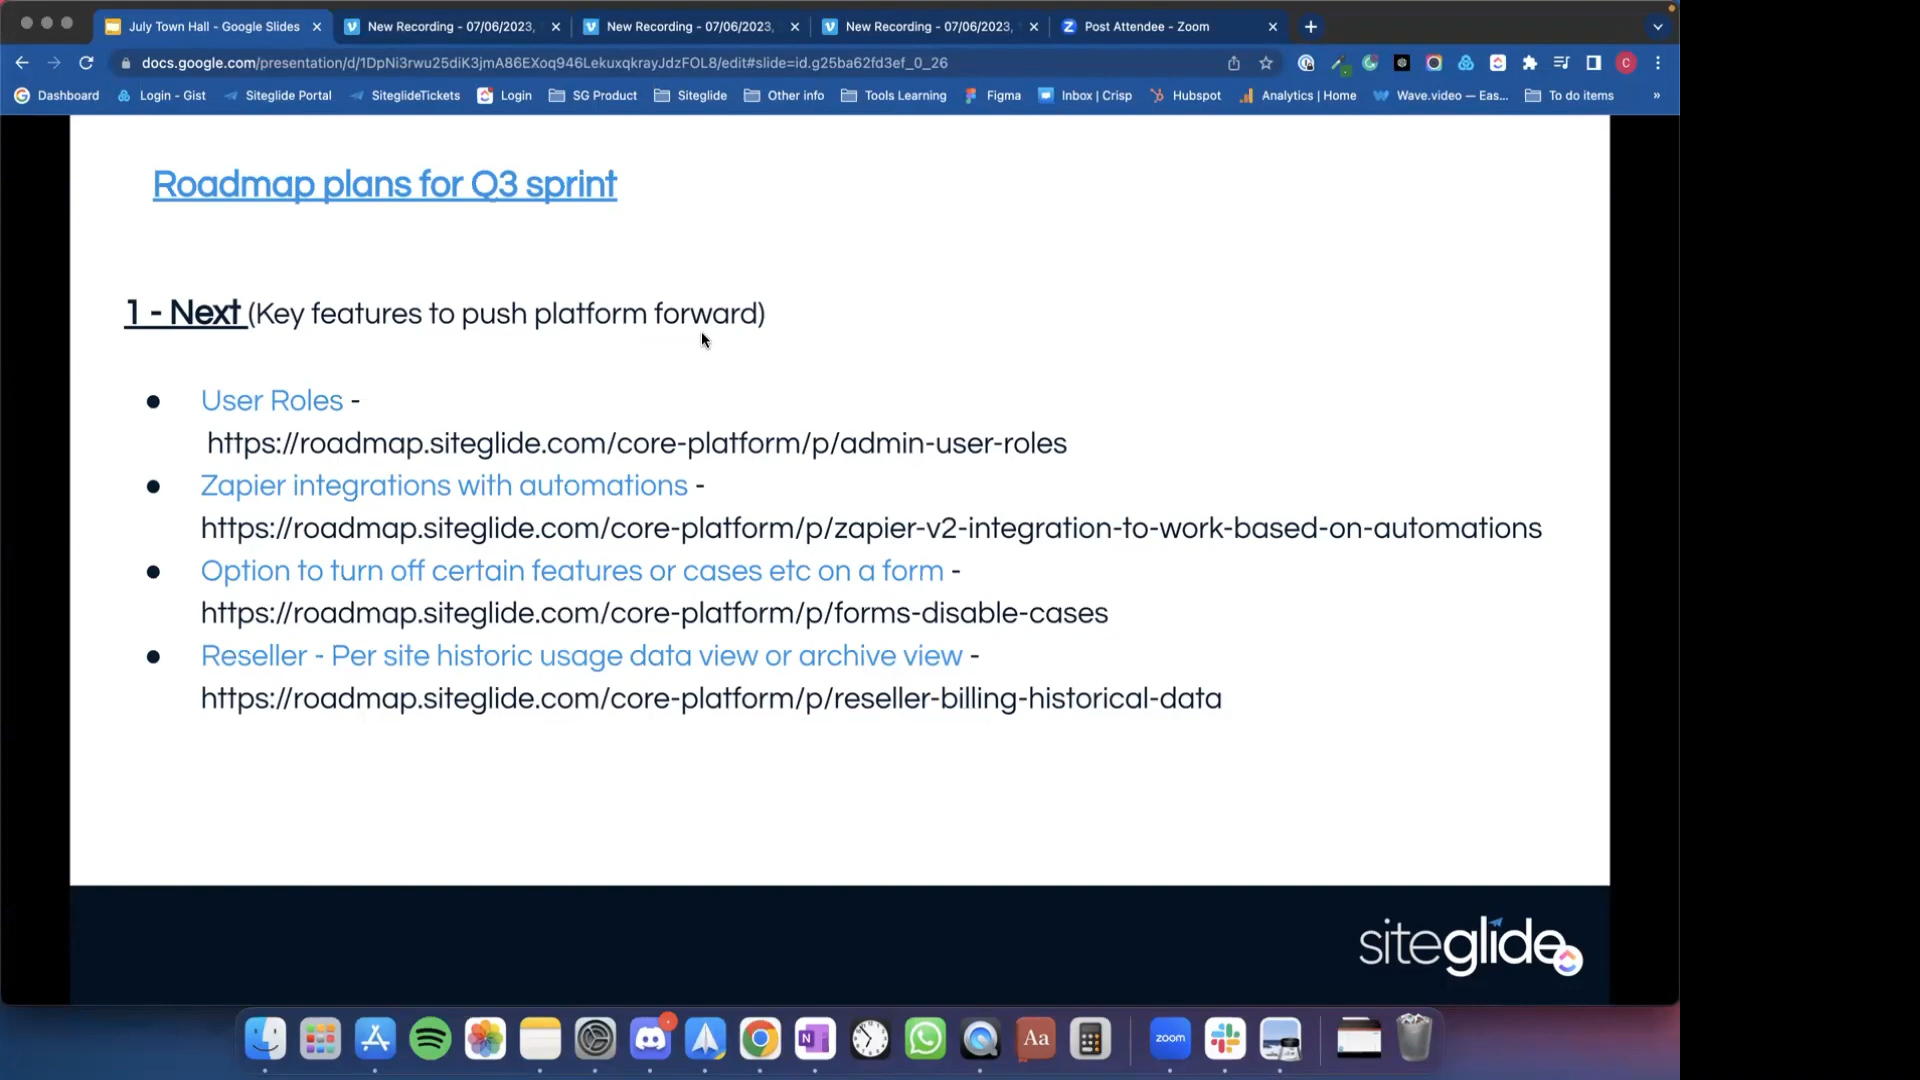 July Town Hall - Google Slides
New Recording - 07/06/2023,
New Recording - 07/06/2023,
New Recording - 07/06/2023,
Post Attendee - Zoom
docs.google.com/presentation/d/1DpNi3rwu25diK3jmA86EXoq946LekuxqkrayJdzFOL8/edit#slide=id.g25ba62fd3ef_0_26
C
Dashboard
Login - Gist
Siteglide Portal
SiteglideTickets
Login
SG Product
Siteglide
Other info
Tools Learning
Figma
Inbox | Crisp
Hubspot
Analytics | Home
Wave.video — Eas...
To do items
»
Roadmap plans for Q3 sprint
1 - Next (Key features to push platform forward)
● User Roles -
https://roadmap.siteglide.com/core-platform/p/admin-user-roles
● Zapier integrations with automations -
https://roadmap.siteglide.com/core-platform/p/zapier-v2-integration-to-work-based-on-automations
● Option to turn off certain features or cases etc on a form -
https://roadmap.siteglide.com/core-platform/p/forms-disable-cases
● Reseller - Per site historic usage data view or archive view -
https://roadmap.siteglide.com/core-platform/p/reseller-billing-historical-data
siteglide
N
Aa
zoom